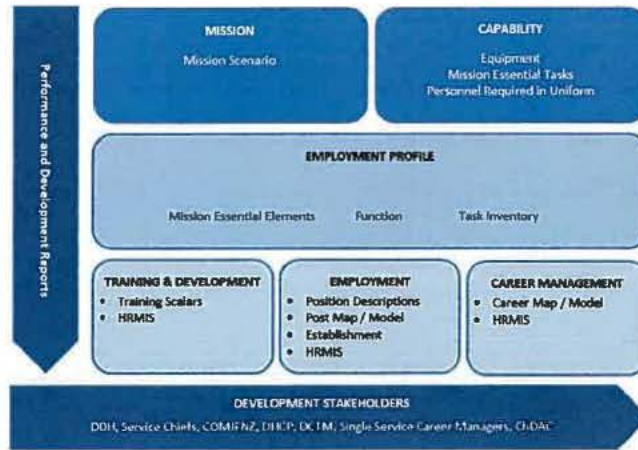 Performance and Development Reports
MISSION
Mission Scenario
CAPABILITY
Equipment
Mission Essential Tasks
Personnel Required in Uniform
EMPLOYMENT PROFILE
Mission Essential Elements Function Task Inventory
TRAINING & DEVELOPMENT
• Training Scalars
• HRMIS
EMPLOYMENT
• Position Descriptions
• Post Map / Model
• Establishment
• HRMIS
CAREER MANAGEMENT
• Career Map / Model
• HRMIS
DEVELOPMENT STAKEHOLDERS
Service Chiefs, COMJFNZ, DHCP, DCTM, Single Service Career Managers,